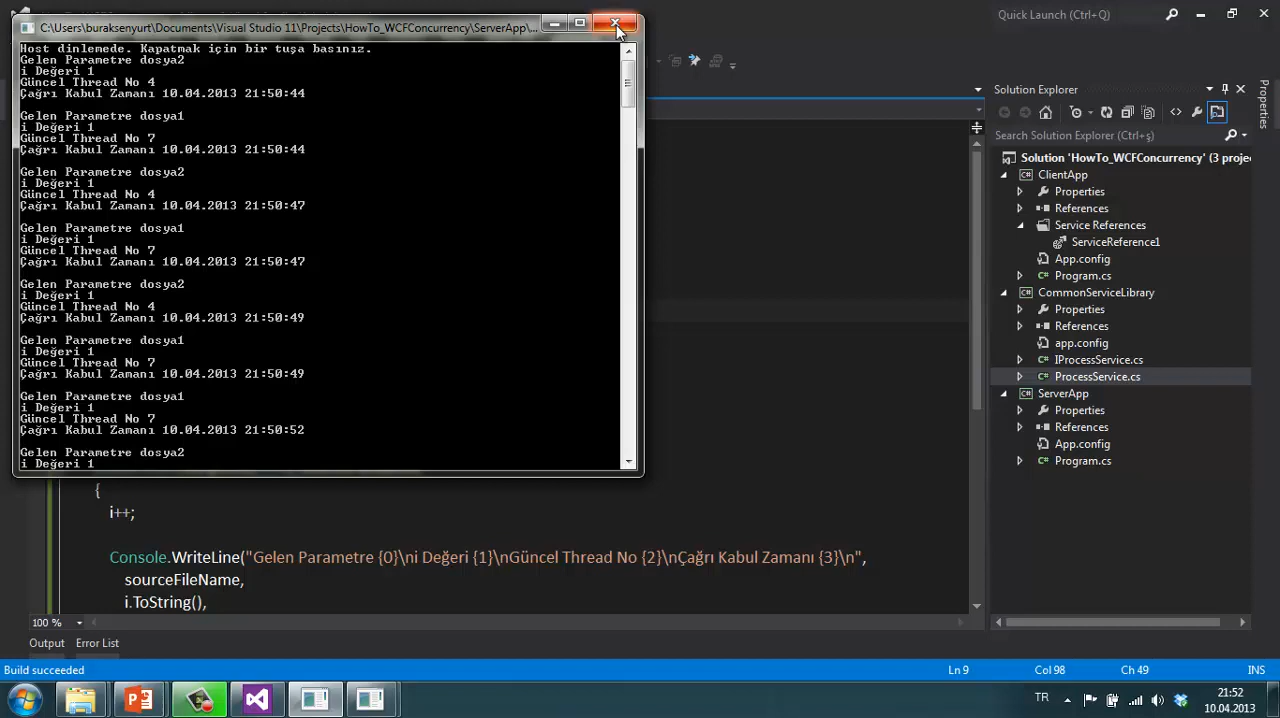 C:\Users\buraksenyurt\Documents\Visual Studio 11\Projects\HowTo_WCFConcurrency\ServerApp\...
Quick Launch (Ctrl+Q)
Host dinlemede. Kapatmak için bir tuşa basınız.
Gelen Parametre dosya2
i Değeri 1
Güncel Thread No 4
Çağrı Kabul Zamanı 10.04.2013 21:50:44
Gelen Parametre dosya1
i Değeri 1
Güncel Thread No 7
Çağrı Kabul Zamanı 10.04.2013 21:50:44
Gelen Parametre dosya2
i Değeri 1
Güncel Thread No 4
Çağrı Kabul Zamanı 10.04.2013 21:50:47
Gelen Parametre dosya1
i Değeri 1
Güncel Thread No 7
Çağrı Kabul Zamanı 10.04.2013 21:50:47
Gelen Parametre dosya2
i Değeri 1
Güncel Thread No 4
Çağrı Kabul Zamanı 10.04.2013 21:50:49
Gelen Parametre dosya1
i Değeri 1
Güncel Thread No 7
Çağrı Kabul Zamanı 10.04.2013 21:50:49
Gelen Parametre dosya1
i Değeri 1
Güncel Thread No 7
Çağrı Kabul Zamanı 10.04.2013 21:50:52
Gelen Parametre dosya2
i Değeri 1
{
i++;
Console.WriteLine("Gelen Parametre {0}\ni Değeri {1}\nGüncel Thread No {2}\nÇağrı Kabul Zamanı {3}\n",
sourceFileName,
i.ToString(),
100 %
Solution Explorer
Search Solution Explorer (Ctrl+ş)
Solution 'HowTo_WCFConcurrency' (3 proje
ClientApp
Properties
References
Service References
ServiceReference1
App.config
Program.cs
CommonServiceLibrary
Properties
References
app.config
IProcessService.cs
ProcessService.cs
ServerApp
Properties
References
App.config
Program.cs
Properties
Output
Error List
Build succeeded
Ln 9
Col 98
Ch 49
INS
TR
21:52
10.04.2013